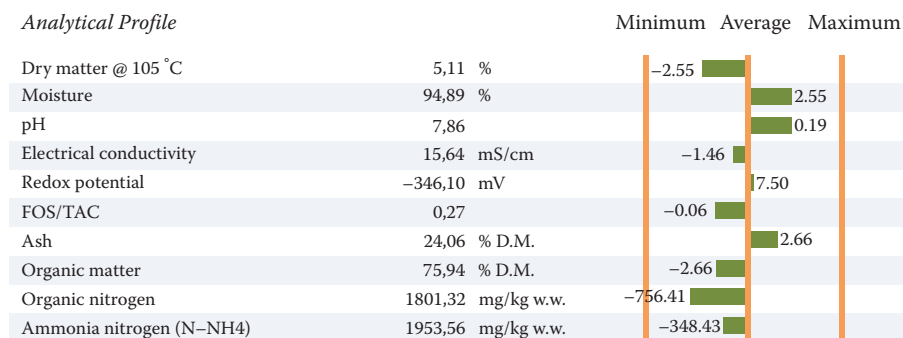 Analytical Profile Minimum Average Maximum
Dry matter @ 105 °C 5,11 % −2.55
Moisture 94,89 % 2.55
pH 7,86 0.19
Electrical conductivity 15,64 mS/cm −1.46
Redox potential −346,10 mV 7.50
FOS/TAC 0,27 −0.06
Ash 24,06 % D.M. 2.66
Organic matter 75,94 % D.M. −2.66
Organic nitrogen 1801,32 mg/kg w.w. −756.41
Ammonia nitrogen (N–NH4) 1953,56 mg/kg w.w. −348.43